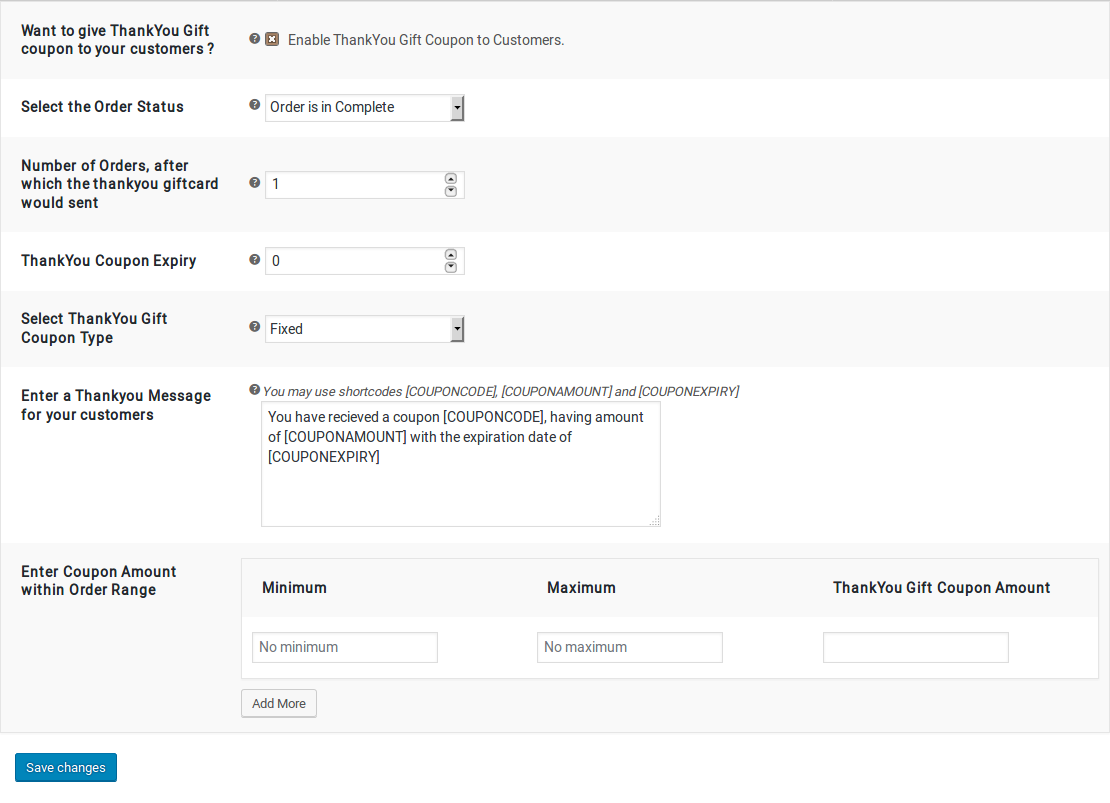 Want to give ThankYou Gift
coupon to your customers ?
Enable ThankYou Gift Coupon to Customers.
Select the Order Status
Order is in Complete
Number of Orders, after
which the thankyou giftcard
would sent
1
ThankYou Coupon Expiry
0
Select ThankYou Gift
Coupon Type
Fixed
Enter a Thankyou Message
for your customers
You may use shortcodes [COUPONCODE], [COUPONAMOUNT] and [COUPONEXPIRY]
You have recieved a coupon [COUPONCODE], having amount
of [COUPONAMOUNT] with the expiration date of
[COUPONEXPIRY]
Enter Coupon Amount
within Order Range
Minimum
Maximum
ThankYou Gift Coupon Amount
No minimum
No maximum
Add More
Save changes